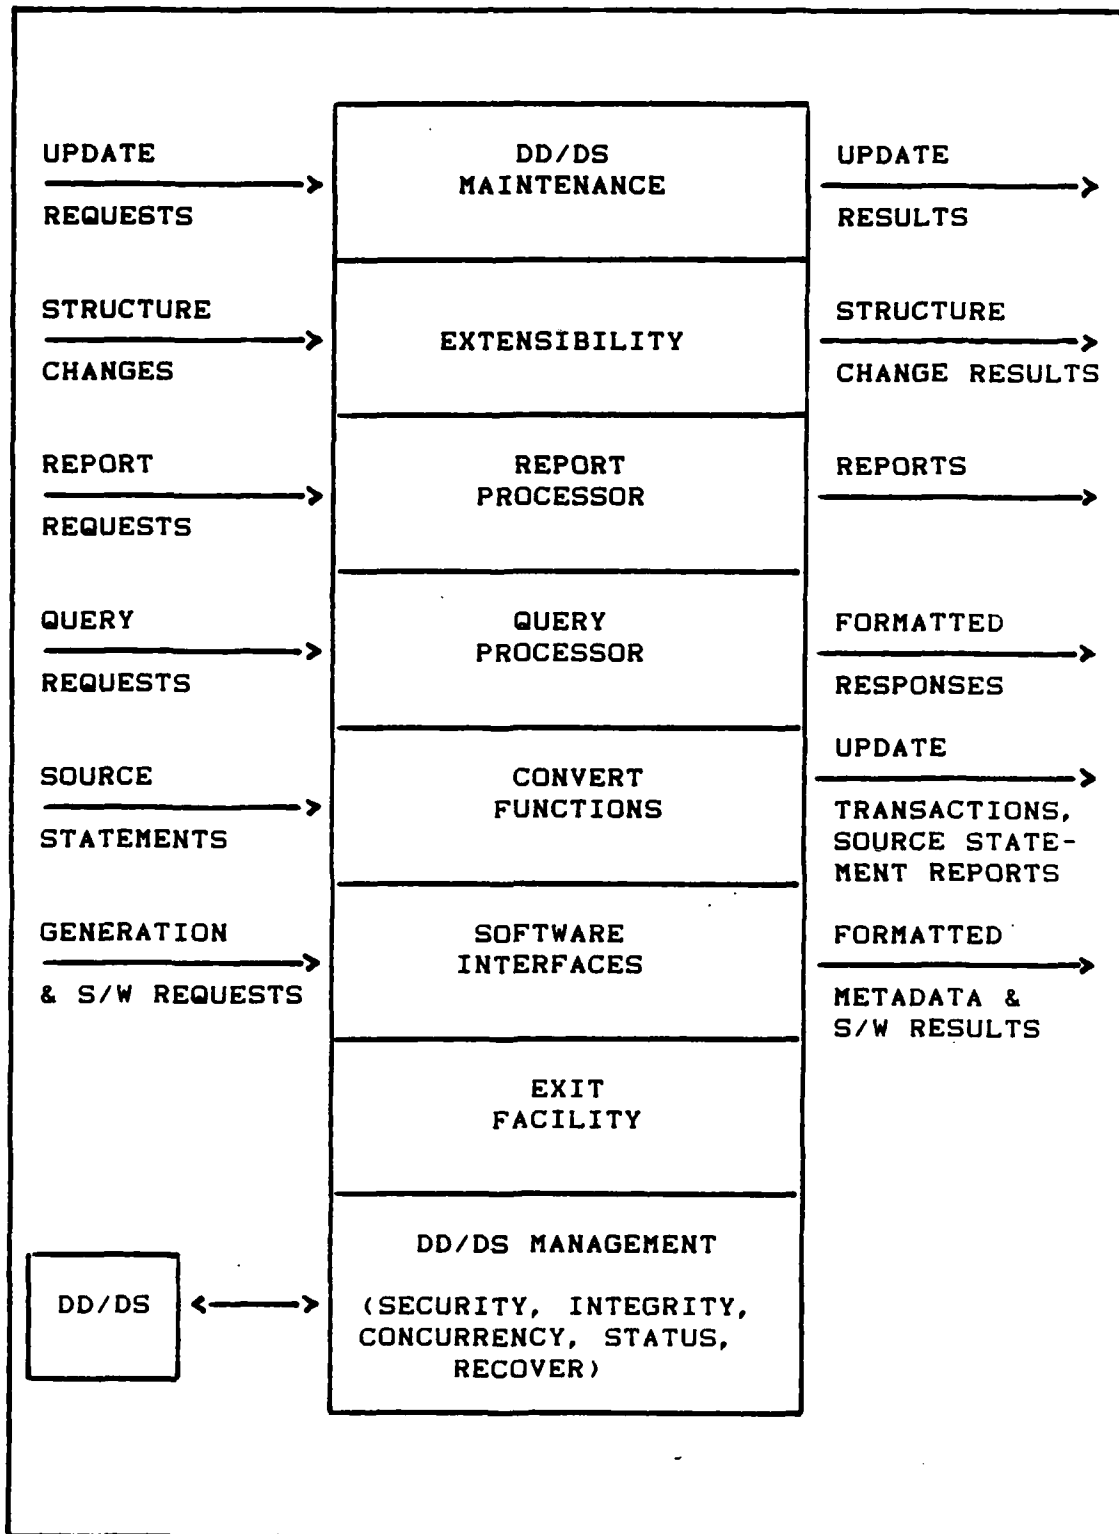 UPDATE
REQUESTS
DD/DS
MAINTENANCE
UPDATE
RESULTS
STRUCTURE
CHANGES
EXTENSIBILITY
STRUCTURE
CHANGE RESULTS
REPORT
REQUESTS
REPORT
PROCESSOR
REPORTS
QUERY
REQUESTS
QUERY
PROCESSOR
FORMATTED
RESPONSES
SOURCE
STATEMENTS
CONVERT
FUNCTIONS
UPDATE
TRANSACTIONS,
SOURCE STATE-
MENT REPORTS
GENERATION
& S/W REQUESTS
SOFTWARE
INTERFACES
FORMATTED
METADATA &
S/W RESULTS
EXIT
FACILITY
DD/DS
DD/DS MANAGEMENT
(SECURITY, INTEGRITY,
CONCURRENCY, STATUS,
RECOVER)